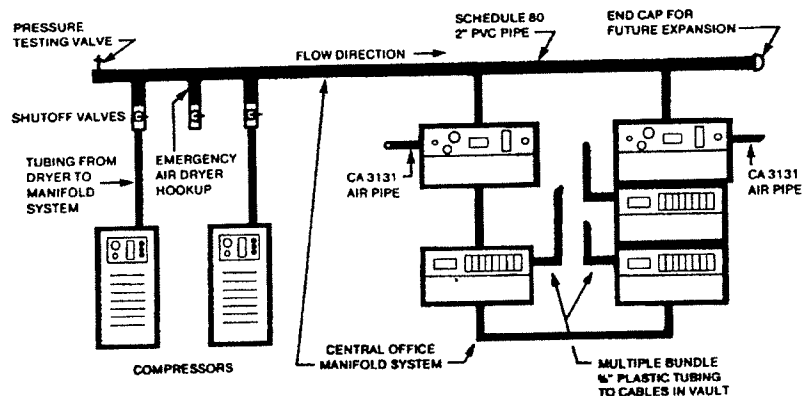 PRESSURE
TESTING VALVE
FLOW DIRECTION
SCHEDULE 80
2" PVC PIPE
END CAP FOR
FUTURE EXPANSION
SHUTOFF VALVES
TUBING FROM
DRYER TO
MANIFOLD
SYSTEM
EMERGENCY
AIR DRYER
HOOKUP
CA 3131
AIR PIPE
CA 3131
AIR PIPE
COMPRESSORS
CENTRAL OFFICE
MANIFOLD SYSTEM
MULTIPLE BUNDLE
PLASTIC TUBING
TO CABLES IN VAULT